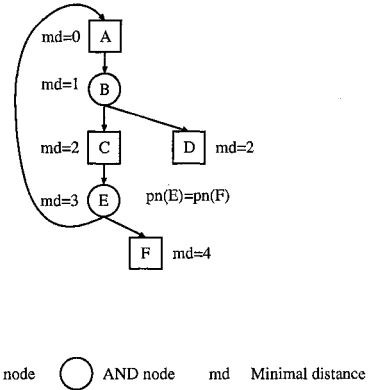 md=0 A
md=1 B
md=2 C D md=2
md=3 E pn(E)=pn(F)
F md=4
node AND node md Minimal distance